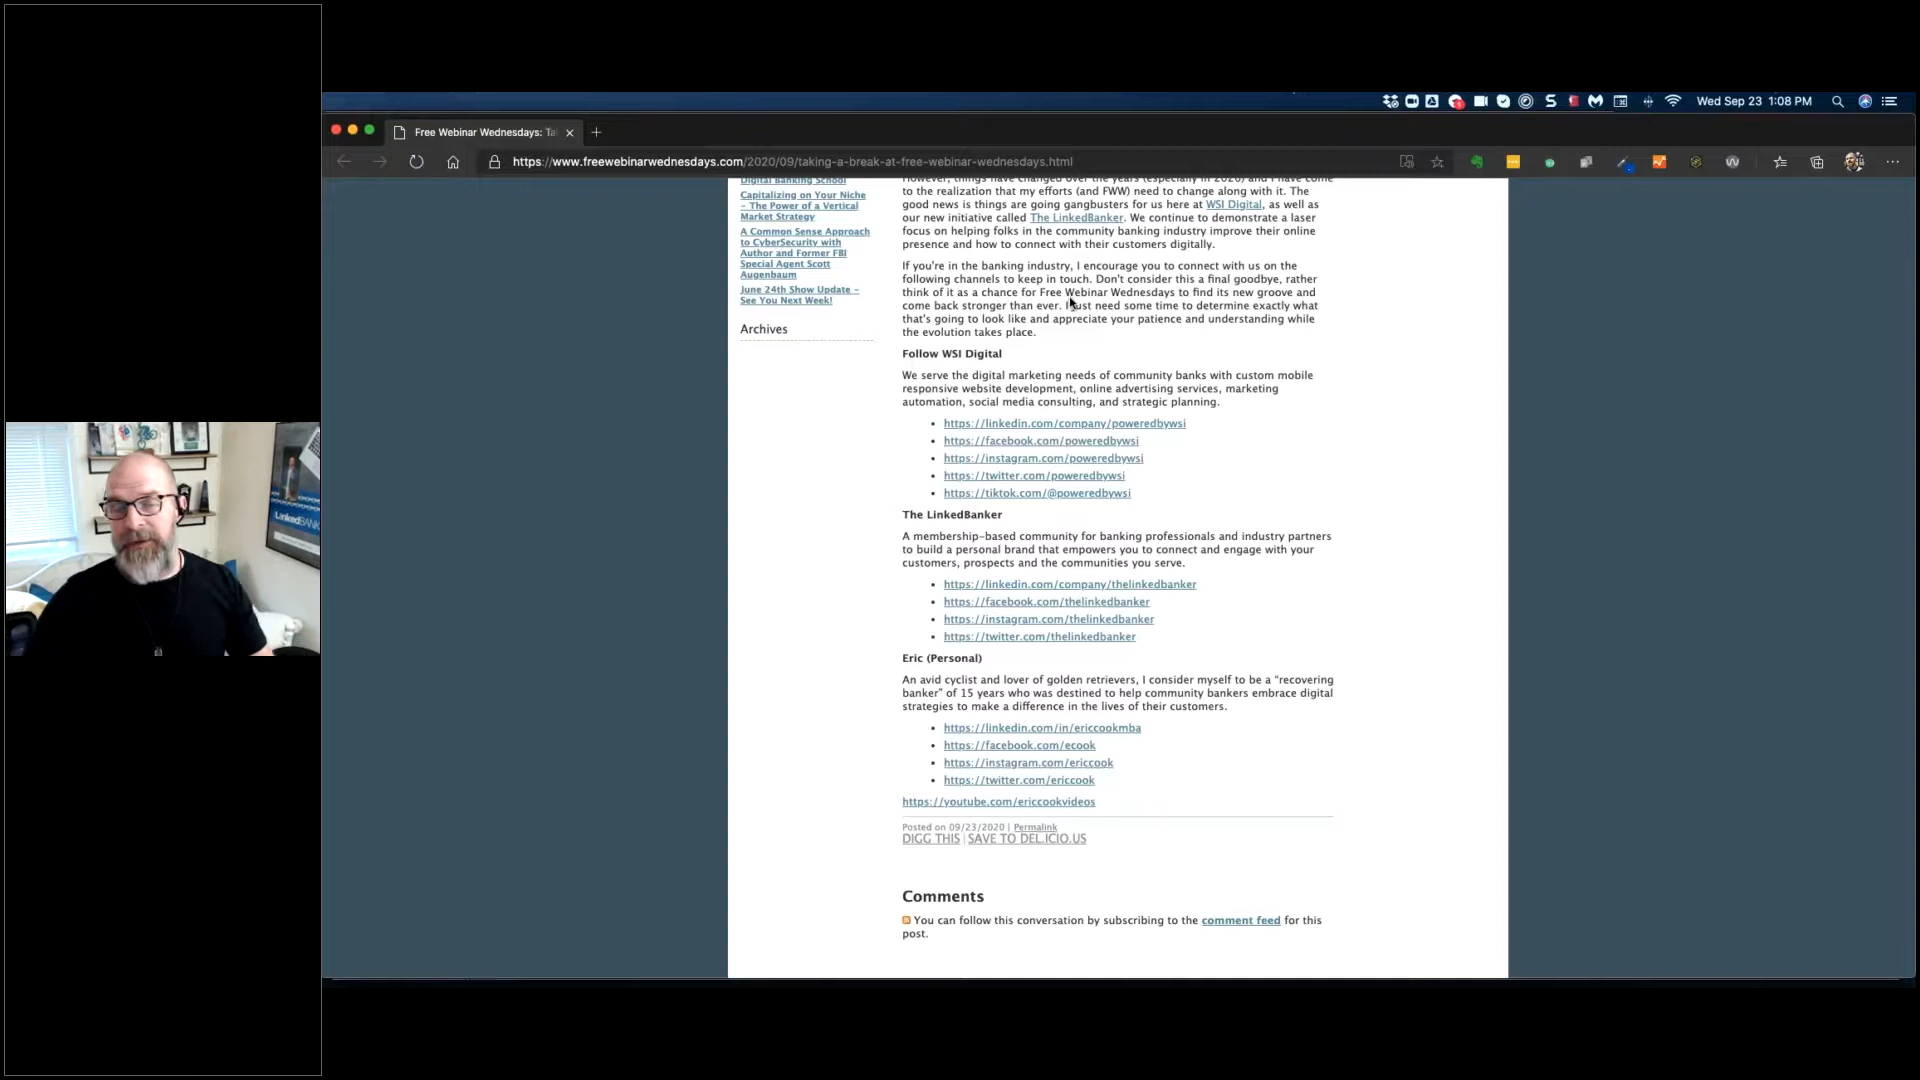 Wed Sep 23 1:08 PM
Free Webinar Wednesdays: Ta
https://www.freewebinarwednesdays.com/2020/09/taking-a-break-at-free-webinar-wednesdays.html
Digital Banking School
Capitalizing on Your Niche
– The Power of a Vertical
Market Strategy
A Common Sense Approach
to CyberSecurity with
Author and Former FBI
Special Agent Scott
Augenbaum
June 24th Show Update –
See You Next Week!
Archives
However, things have changed over the years (especially in 2020) and I have come
to the realization that my efforts (and FWW) need to change along with it. The
good news is things are going gangbusters for us here at WSI Digital, as well as
our new initiative called The LinkedBanker. We continue to demonstrate a laser
focus on helping folks in the community banking industry improve their online
presence and how to connect with their customers digitally.
If you're in the banking industry, I encourage you to connect with us on the
following channels to keep in touch. Don't consider this a final goodbye, rather
think of it as a chance for Free Webinar Wednesdays to find its new groove and
come back stronger than ever. I just need some time to determine exactly what
that's going to look like and appreciate your patience and understanding while
the evolution takes place.
Follow WSI Digital
We serve the digital marketing needs of community banks with custom mobile
responsive website development, online advertising services, marketing
automation, social media consulting, and strategic planning.
• https://linkedin.com/company/poweredbywsi
• https://facebook.com/poweredbywsi
• https://instagram.com/poweredbywsi
• https://twitter.com/poweredbywsi
• https://tiktok.com/@poweredbywsi
The LinkedBanker
A membership-based community for banking professionals and industry partners
to build a personal brand that empowers you to connect and engage with your
customers, prospects and the communities you serve.
• https://linkedin.com/company/thelinkedbanker
• https://facebook.com/thelinkedbanker
• https://instagram.com/thelinkedbanker
• https://twitter.com/thelinkedbanker
Eric (Personal)
An avid cyclist and lover of golden retrievers, I consider myself to be a "recovering
banker" of 15 years who was destined to help community bankers embrace digital
strategies to make a difference in the lives of their customers.
• https://linkedin.com/in/ericcookmba
• https://facebook.com/ecook
• https://instagram.com/ericcook
• https://twitter.com/ericcook
https://youtube.com/ericcookvideos
Posted on 09/23/2020 | Permalink
DIGG THIS | SAVE TO DEL.ICIO.US
Comments
You can follow this conversation by subscribing to the comment feed for this
post.
LinkedBANK